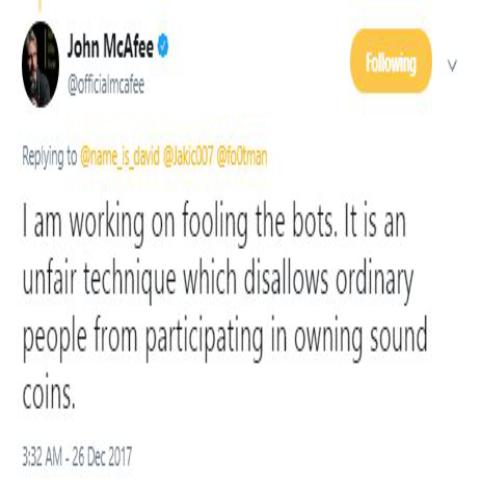 John McAfee
@officialmcafee
Following
Replying to @name_is_david @Jakic007 @fo0tman
I am working on fooling the bots. It is an
unfair technique which disallows ordinary
people from participating in owning sound
coins.
3:32 AM - 26 Dec 2017